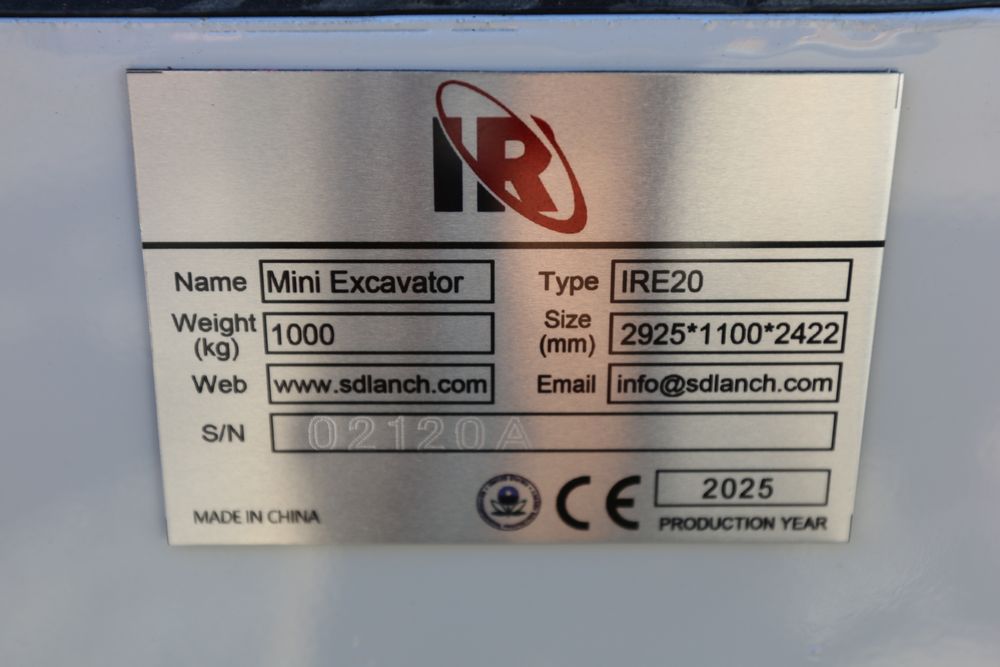 IR
Name Mini Excavator Type IRE20
Weight (kg) 1000 Size (mm) 2925*1100*2422
Web www.sdlanch.com Email info@sdlanch.com
S/N 02120A
MADE IN CHINA CE 2025
PRODUCTION YEAR